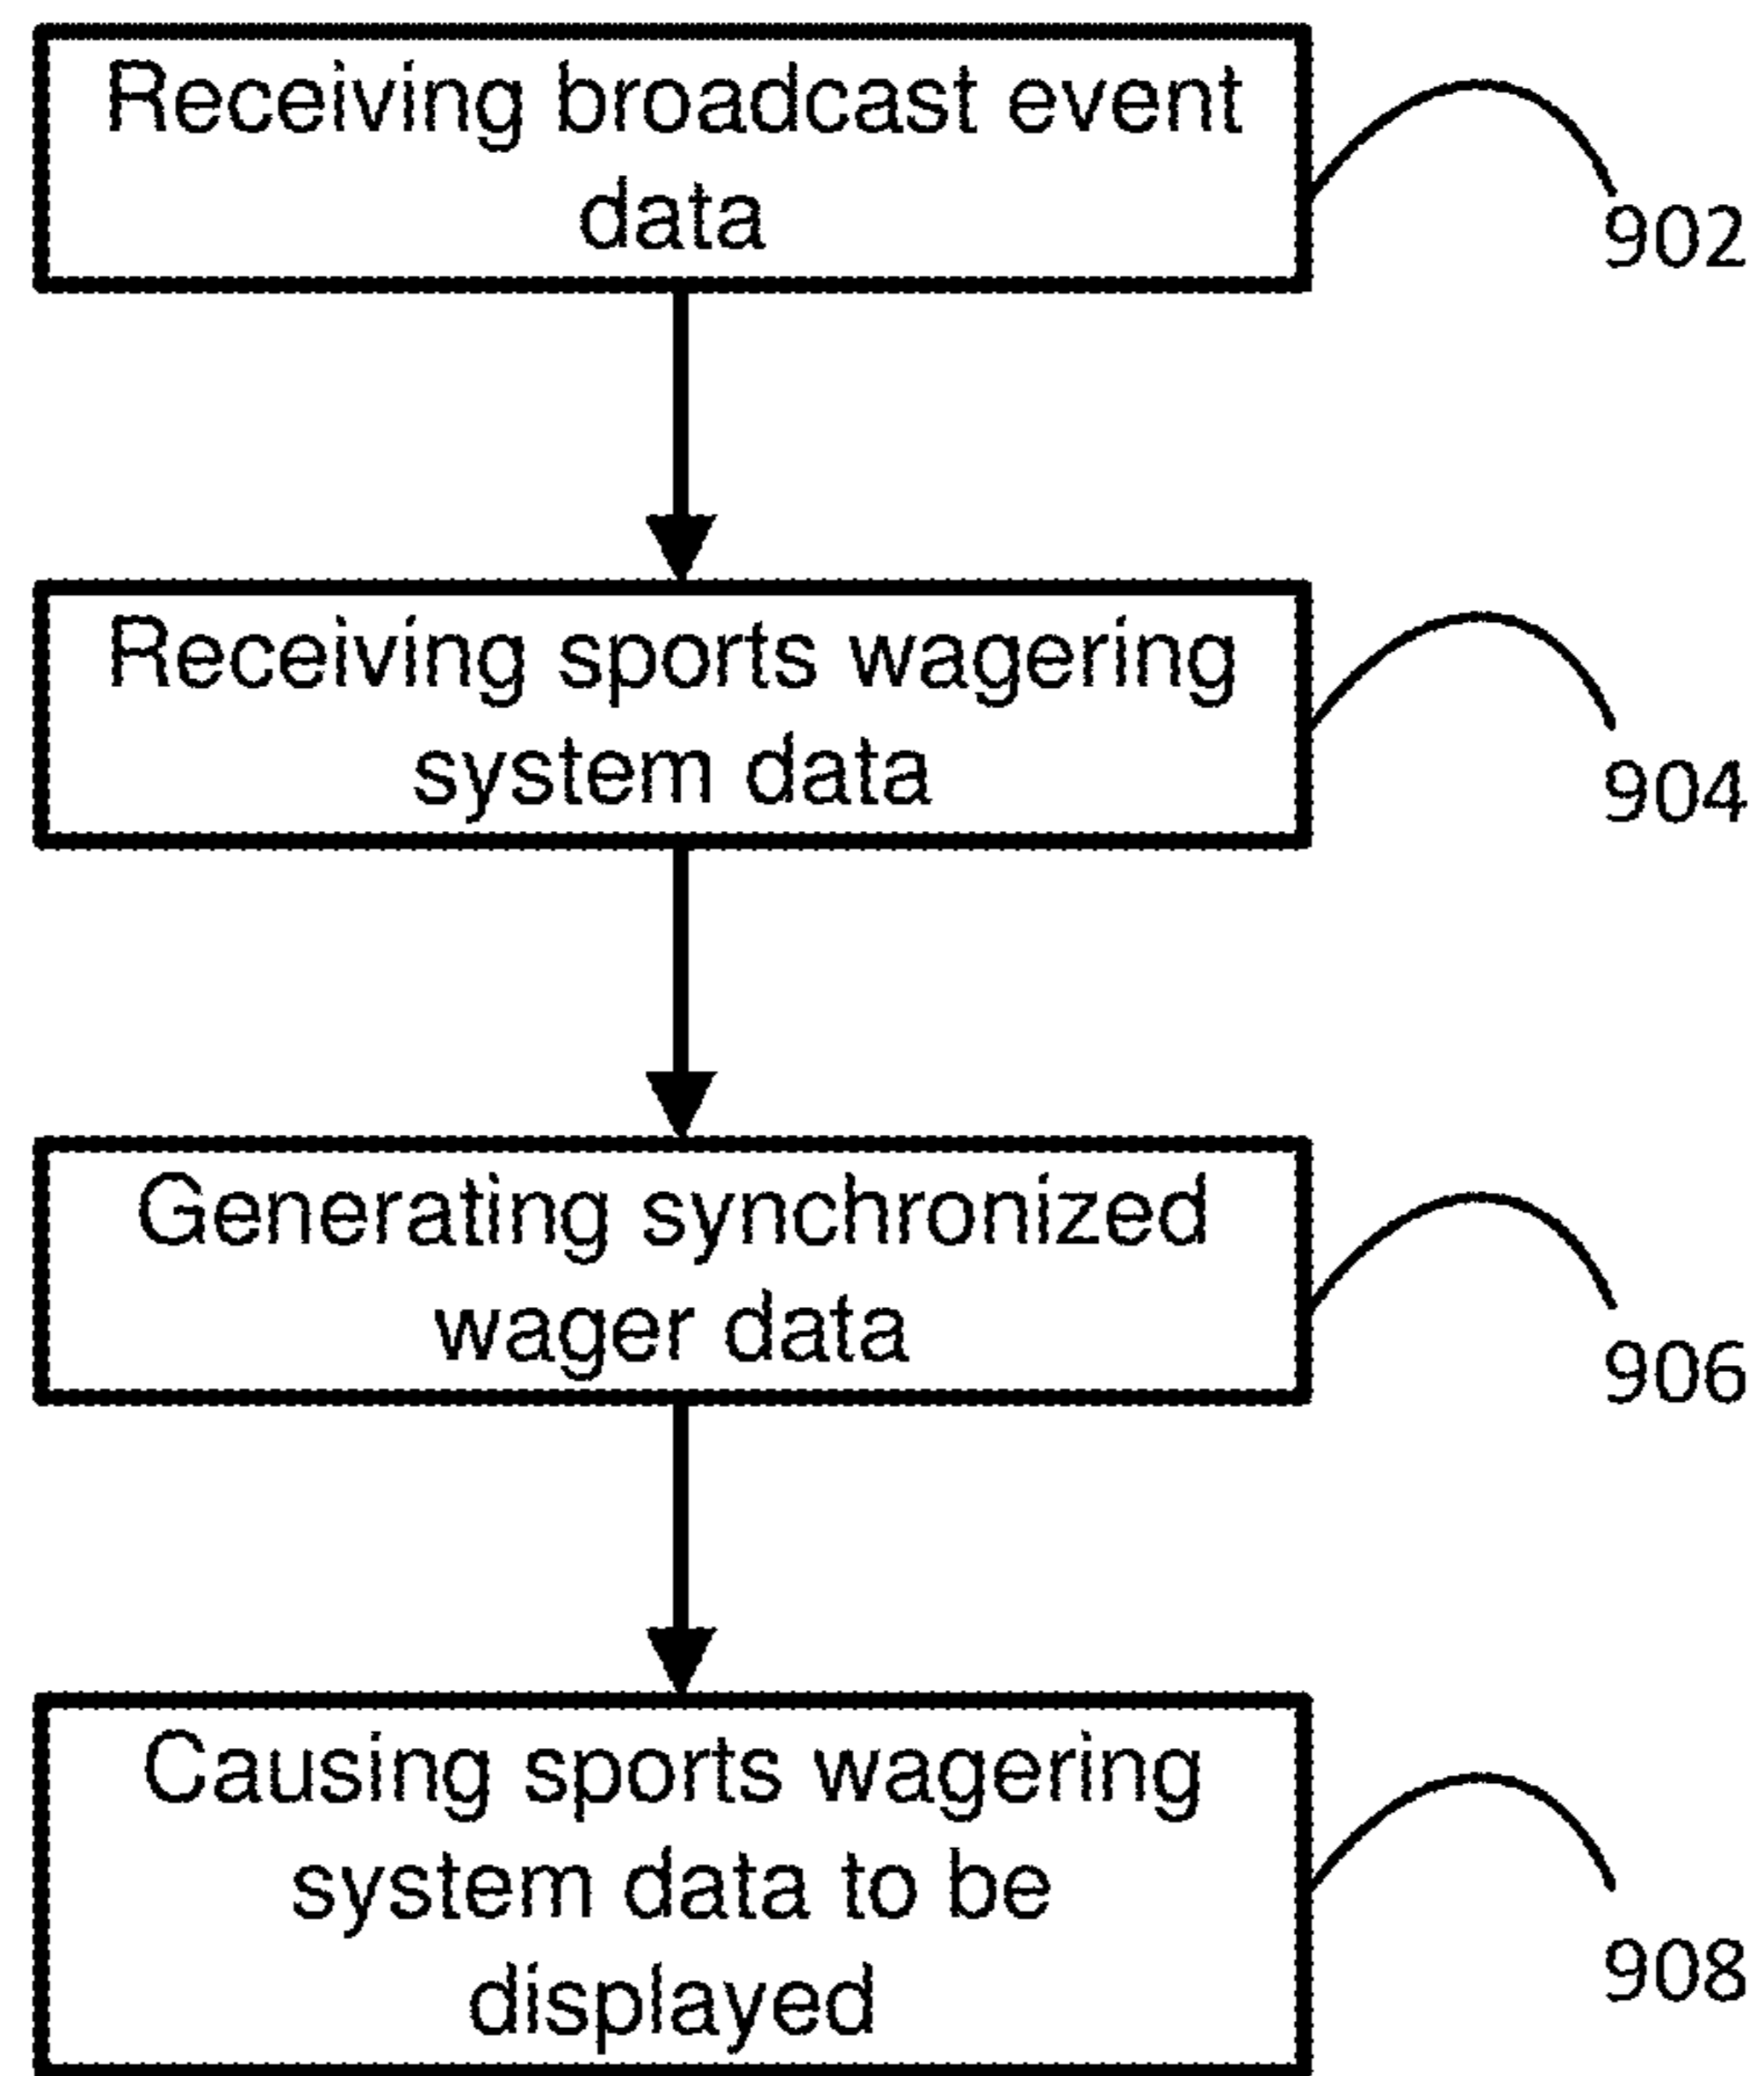 Receiving broadcast event
data
902
Receiving sports wagering
system data
904
Generating synchronized
wager data
906
Causing sports wagering
system data to be
displayed
908